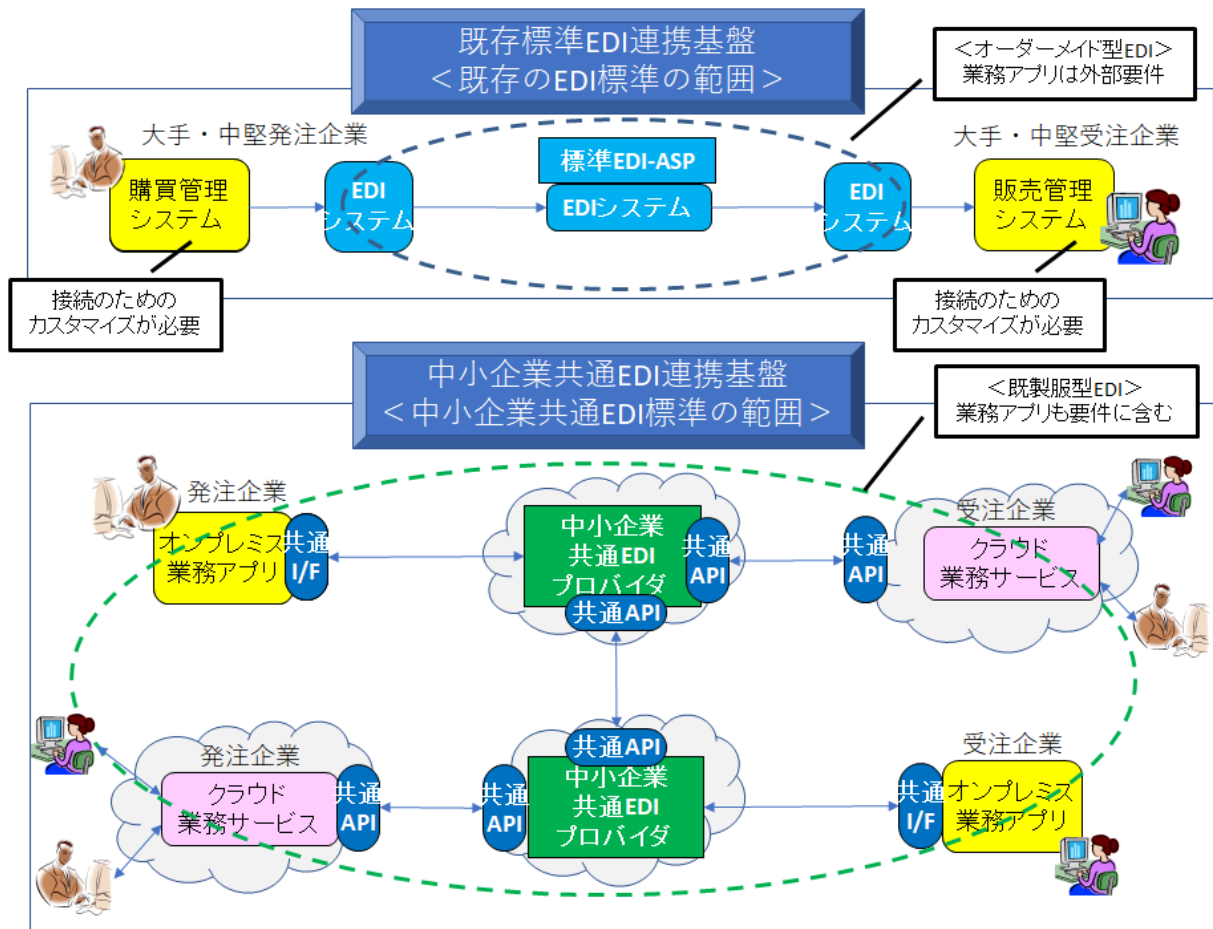 既存標準EDI連携基盤
＜既存のEDI標準の範囲＞
＜オーダーメイド型EDI＞
業務アプリは外部要件
大手・中堅発注企業
大手・中堅受注企業
購買管理
システム
EDI
システム
標準EDI-ASP
EDIシステム
EDI
システム
販売管理
システム
接続のための
カスタマイズが必要
接続のための
カスタマイズが必要
中小企業共通EDI連携基盤
＜中小企業共通EDI標準の範囲＞
＜既製服型EDI＞
業務アプリも要件に含む
発注企業
オンプレミス
業務アプリ
共通
I/F
中小企業
共通EDI
プロバイダ
共通
API
共通API
共通
API
受注企業
クラウド
業務サービス
発注企業
クラウド
業務サービス
共通
API
共通
API
共通API
中小企業
共通EDI
プロバイダ
受注企業
共通
I/F
オンプレミス
業務アプリ